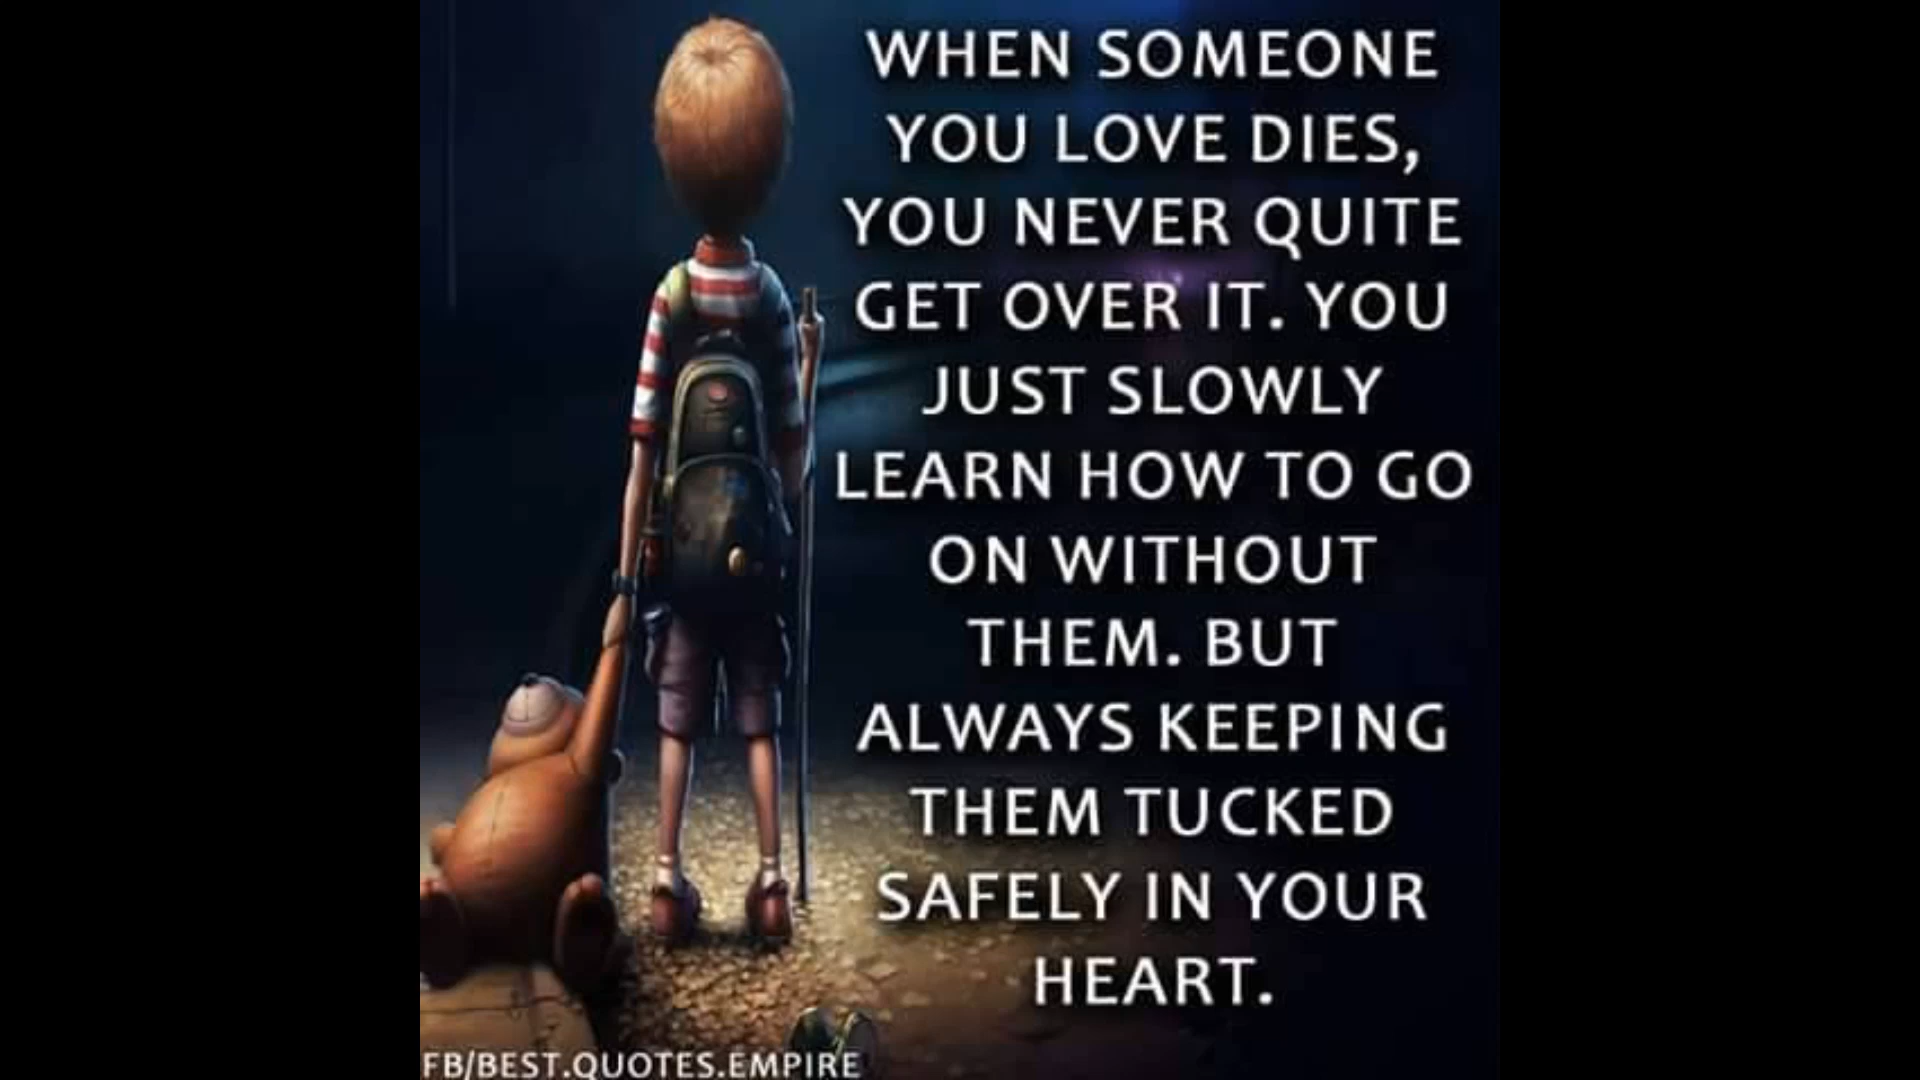 WHEN SOMEONE
YOU LOVE DIES,
YOU NEVER QUITE
GET OVER IT. YOU
JUST SLOWLY
LEARN HOW TO GO
ON WITHOUT
THEM. BUT
ALWAYS KEEPING
THEM TUCKED
SAFELY IN YOUR
HEART.
FB/BEST.QUOTES.EMPIRE